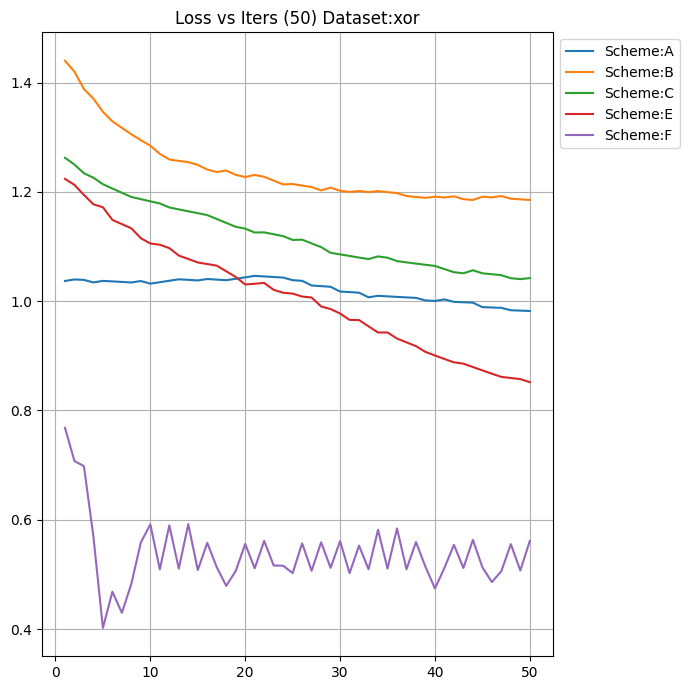 Loss vs Iters (50) Dataset:xor
Scheme:A
Scheme:B
Scheme:C
Scheme:E
Scheme:F
1.4
1.2
1.0
0.8
0.6
0.4
0 10 20 30 40 50